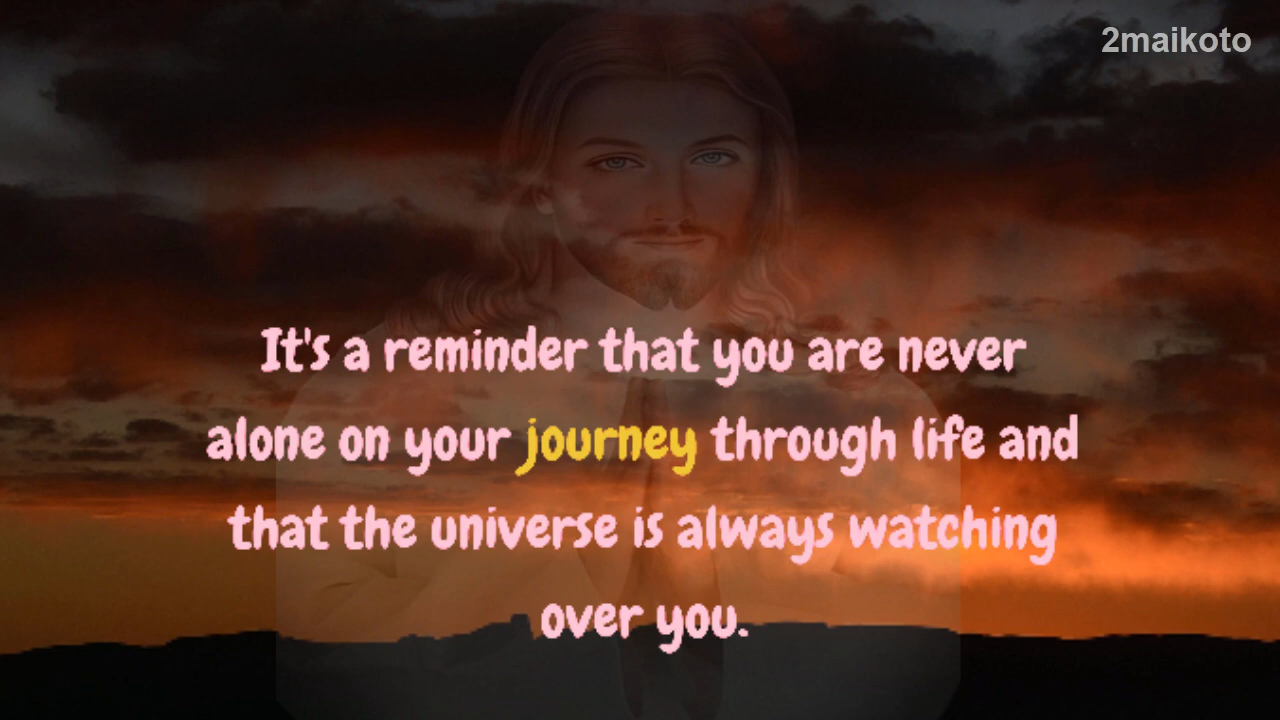 2maikoto
It's a reminder that you are never
alone on your journey through life and
that the universe is always watching
over you.